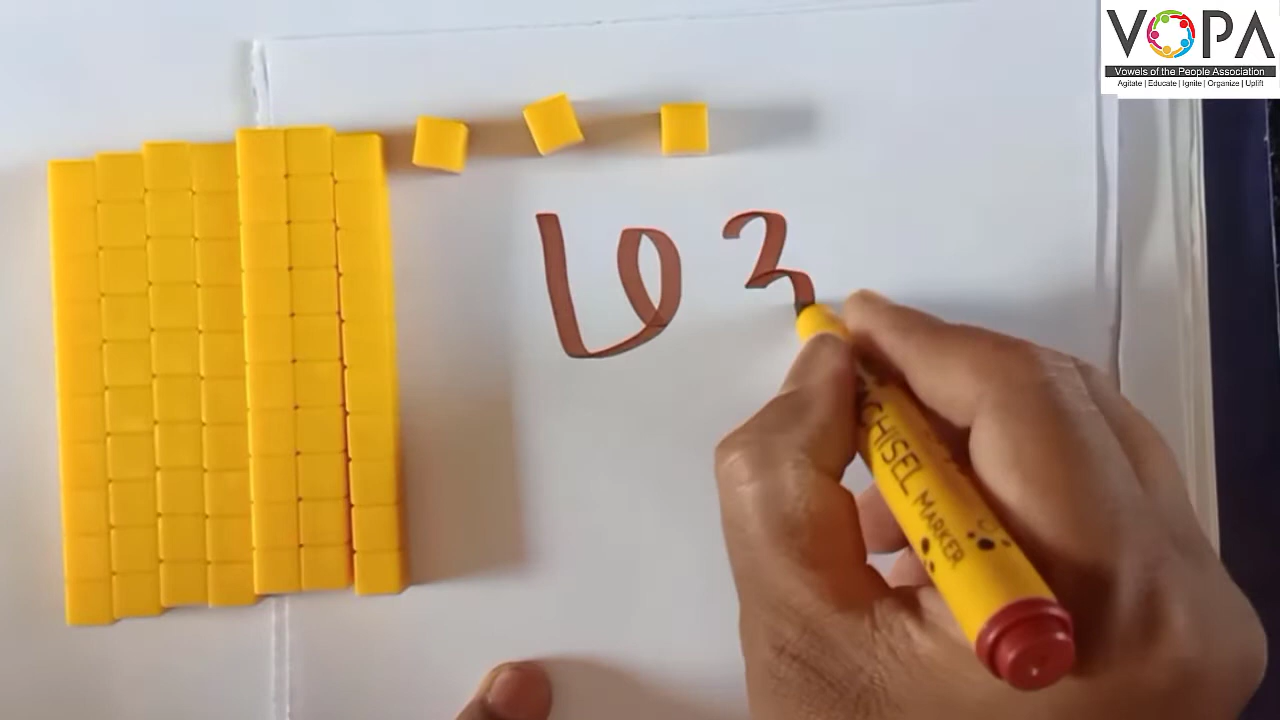 VOPA
Vowels of the People Association
Agitate | Educate | Ignite | Organize | Uplift
७३
CHISEL MARKER